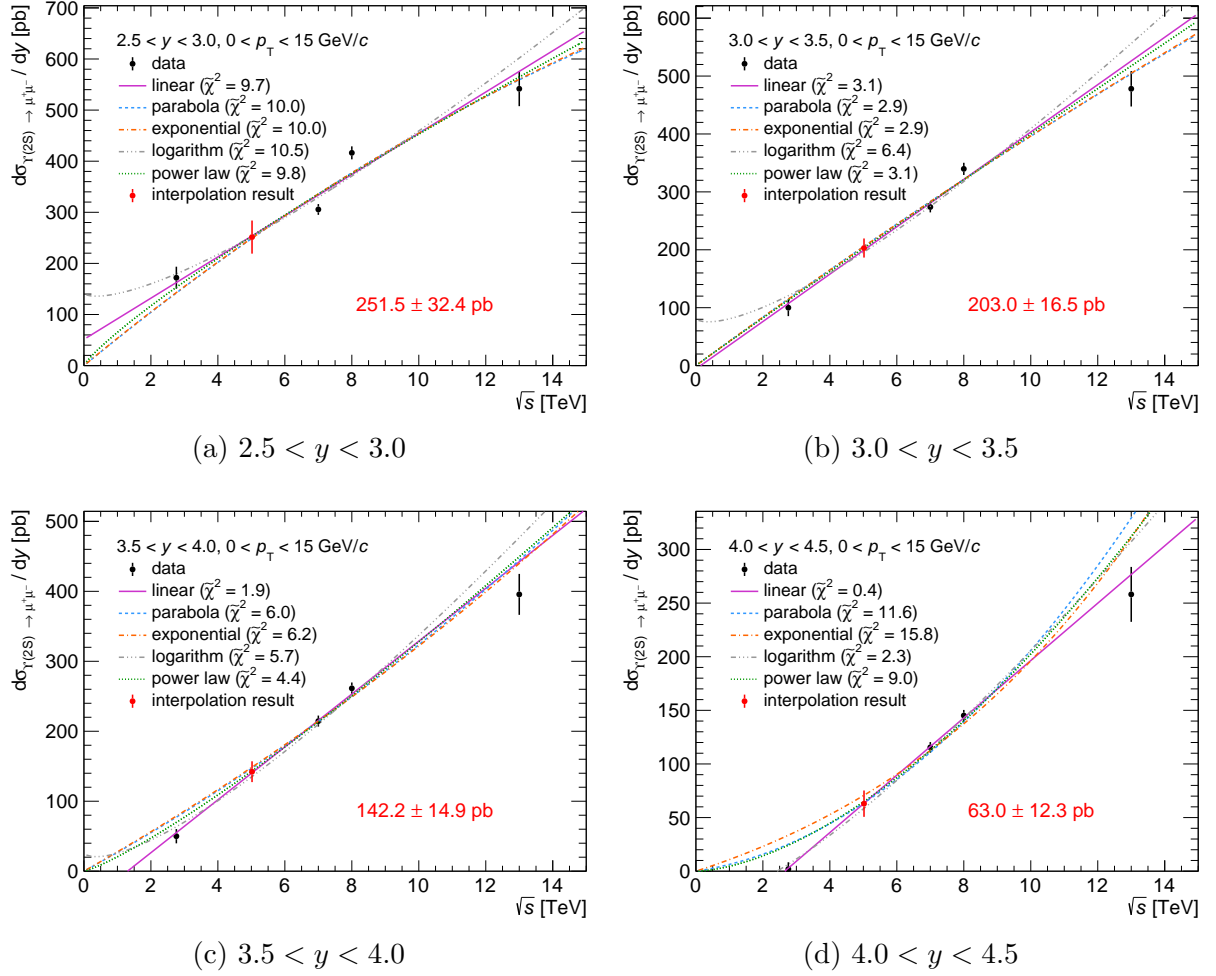 dσ_ϒ(2S) → μ⁺μ⁻ / dy [pb]
700
600
500
400
300
200
100
0
2.5 < y < 3.0, 0 < p_T < 15 GeV/c
data
linear (χ̃² = 9.7)
parabola (χ̃² = 10.0)
exponential (χ̃² = 10.0)
logarithm (χ̃² = 10.5)
power law (χ̃² = 9.8)
interpolation result
251.5 ± 32.4 pb
0 2 4 6 8 10 12 14
√s [TeV]
(a) 2.5 < y < 3.0
dσ_ϒ(2S) → μ⁺μ⁻ / dy [pb]
600
500
400
300
200
100
0
3.0 < y < 3.5, 0 < p_T < 15 GeV/c
data
linear (χ̃² = 3.1)
parabola (χ̃² = 2.9)
exponential (χ̃² = 2.9)
logarithm (χ̃² = 6.4)
power law (χ̃² = 3.1)
interpolation result
203.0 ± 16.5 pb
0 2 4 6 8 10 12 14
√s [TeV]
(b) 3.0 < y < 3.5
dσ_ϒ(2S) → μ⁺μ⁻ / dy [pb]
500
400
300
200
100
0
3.5 < y < 4.0, 0 < p_T < 15 GeV/c
data
linear (χ̃² = 1.9)
parabola (χ̃² = 6.0)
exponential (χ̃² = 6.2)
logarithm (χ̃² = 5.7)
power law (χ̃² = 4.4)
interpolation result
142.2 ± 14.9 pb
0 2 4 6 8 10 12 14
√s [TeV]
(c) 3.5 < y < 4.0
dσ_ϒ(2S) → μ⁺μ⁻ / dy [pb]
300
250
200
150
100
50
0
4.0 < y < 4.5, 0 < p_T < 15 GeV/c
data
linear (χ̃² = 0.4)
parabola (χ̃² = 11.6)
exponential (χ̃² = 15.8)
logarithm (χ̃² = 2.3)
power law (χ̃² = 9.0)
interpolation result
63.0 ± 12.3 pb
0 2 4 6 8 10 12 14
√s [TeV]
(d) 4.0 < y < 4.5